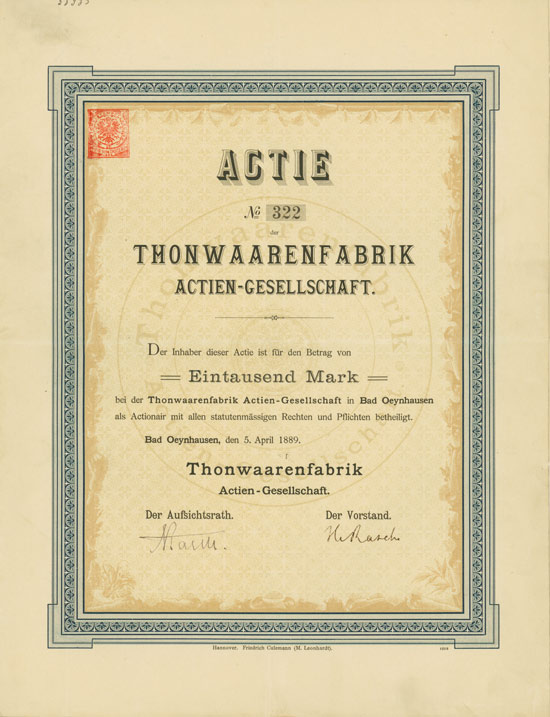 ACTIE
No 322
der
THONWAARENFABRIK
ACTIEN-GESELLSCHAFT.
Der Inhaber dieser Actie ist für den Betrag von
Eintausend Mark
bei der Thonwaarenfabrik Actien-Gesellschaft in Bad Oeynhausen
als Actionair mit allen statutenmässigen Rechten und Pflichten betheiligt.
Bad Oeynhausen, den 5. April 1889.
Thonwaarenfabrik
Actien-Gesellschaft.
Der Aufsichtsrath. Der Vorstand.
Hannover. Friedrich Culemann (M. Leonhardt).